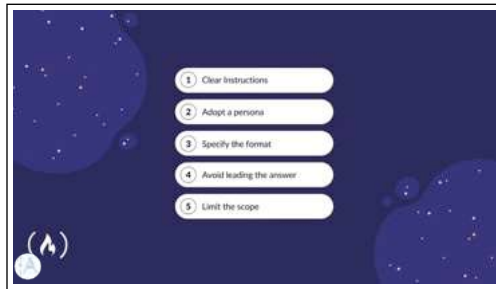 1 Clear Instructions
2 Adopt a persona
3 Specify the format
4 Avoid leading the answer
5 Limit the scope